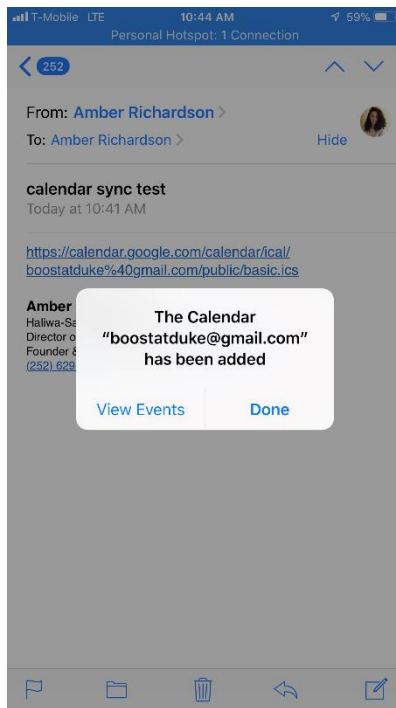 T-Mobile LTE 10:44 AM 59%
Personal Hotspot: 1 Connection
252
From: Amber Richardson
To: Amber Richardson Hide
calendar sync test
Today at 10:41 AM
https://calendar.google.com/calendar/ical/
boostatduke%40gmail.com/public/basic.ics
Amber
Haliwa-Sa
Director o
Founder &
(252) 629
The Calendar
“boostatduke@gmail.com”
has been added
View Events Done